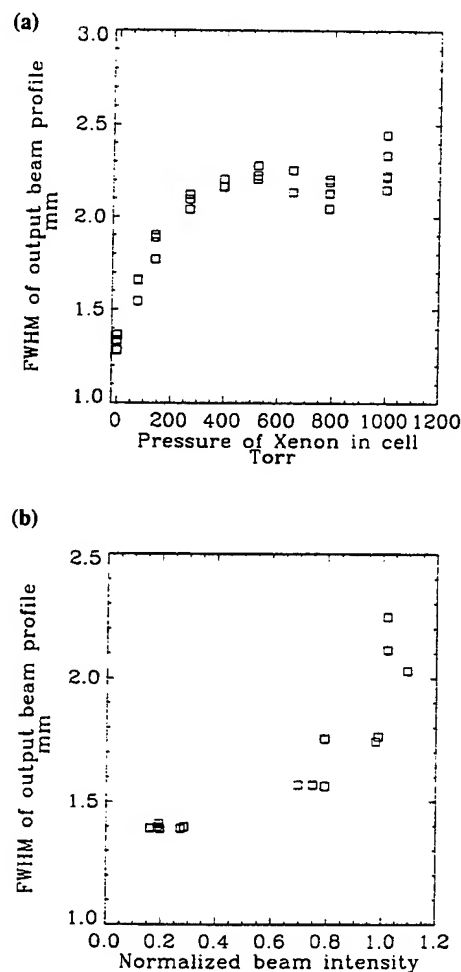 (a)
3.0
2.5
2.0
1.5
1.0
FWHM of output beam profile
mm
0 200 400 600 800 1000 1200
Pressure of Xenon in cell
Torr
(b)
2.5
2.0
1.5
1.0
FWHM of output beam profile
mm
0.0 0.2 0.4 0.6 0.8 1.0 1.2
Normalized beam intensity